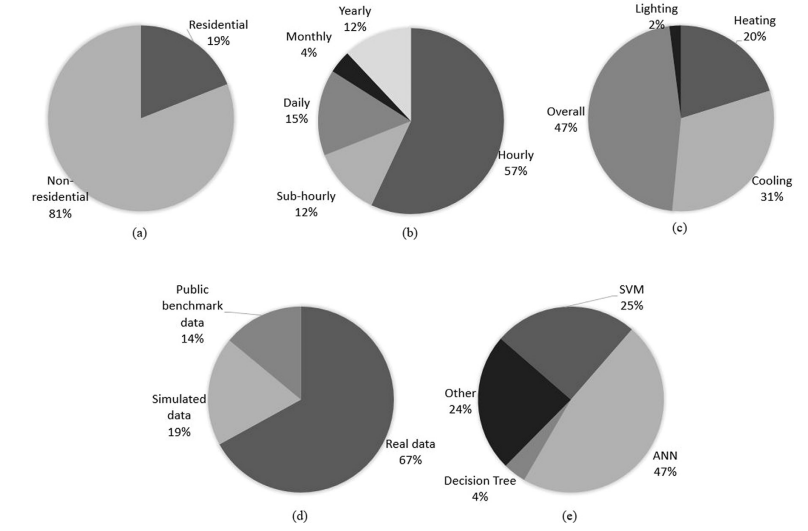 Residential
19%
Non-
residential
81%
(a)
Yearly
12%
Monthly
4%
Daily
15%
Sub-hourly
12%
Hourly
57%
(b)
Lighting
2%
Heating
20%
Overall
47%
Cooling
31%
(c)
Public
benchmark
data
14%
Simulated
data
19%
Real data
67%
(d)
SVM
25%
Other
24%
Decision Tree
4%
ANN
47%
(e)